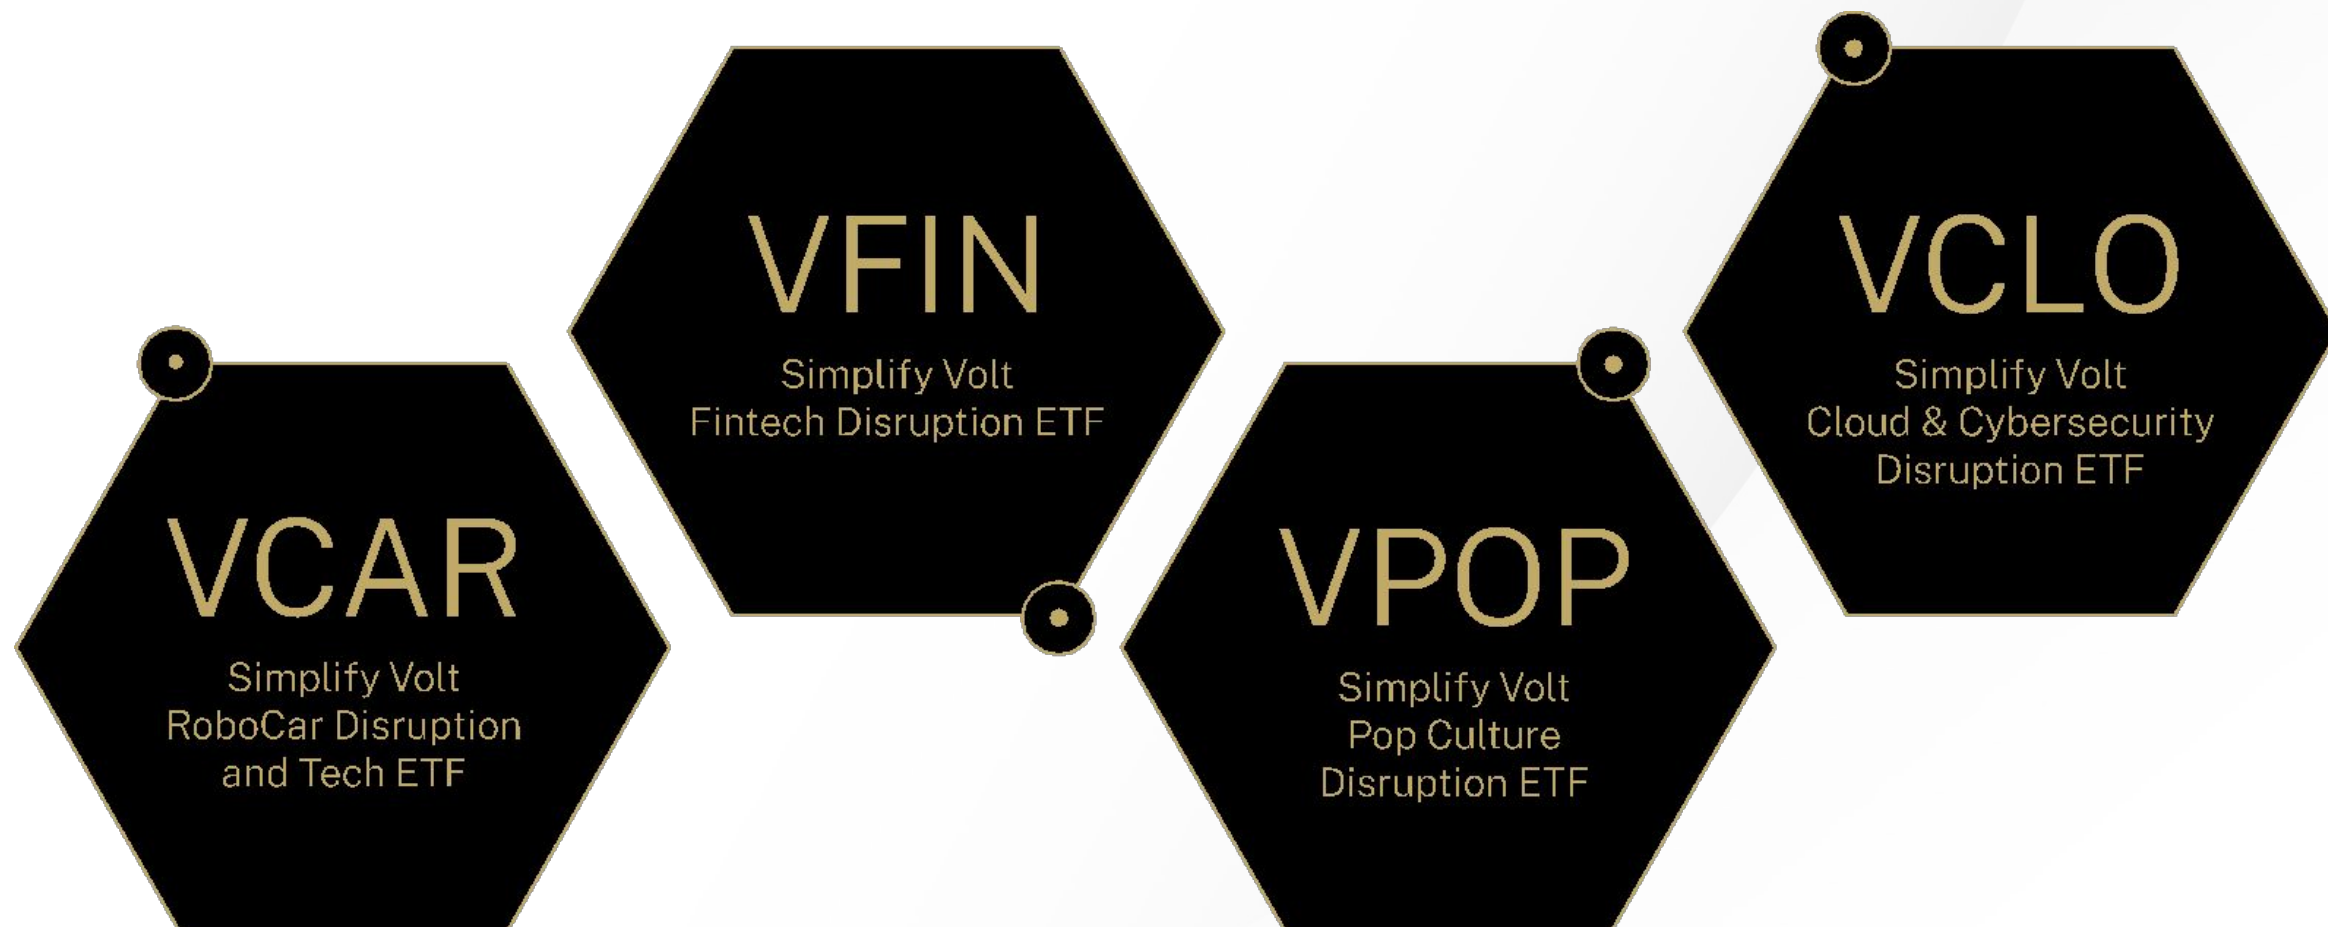 VCAR
Simplify Volt
RoboCar Disruption
and Tech ETF
VFIN
Simplify Volt
Fintech Disruption ETF
VPOP
Simplify Volt
Pop Culture
Disruption ETF
VCLO
Simplify Volt
Cloud & Cybersecurity
Disruption ETF